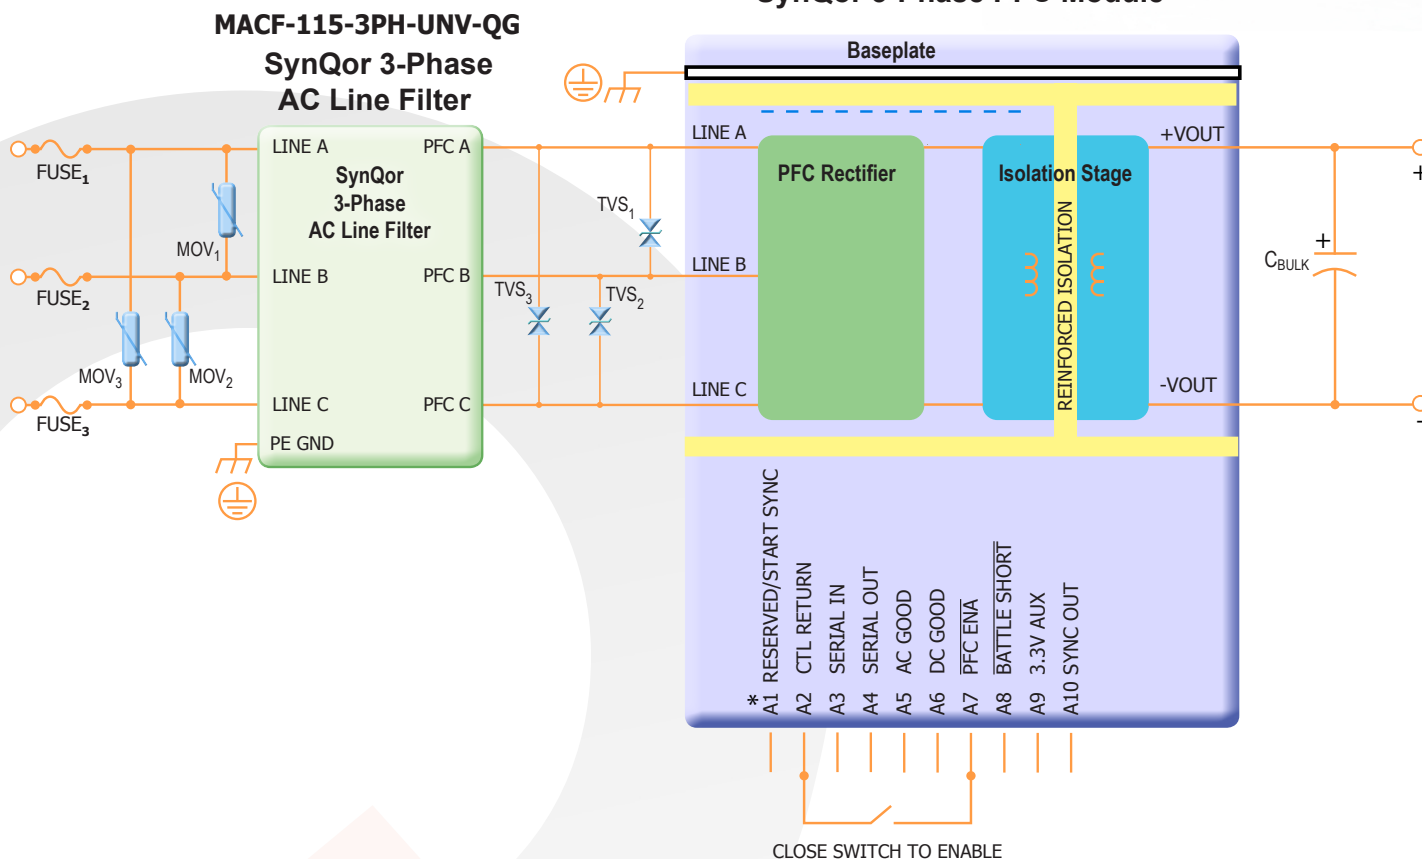 MACF-115-3PH-UNV-QG
SynQor 3-Phase
AC Line Filter
Baseplate
LINE A
PFC A
LINE A
+VOUT
FUSE1
SynQor
3-Phase
AC Line Filter
PFC Rectifier
Isolation Stage
TVS1
MOV1
REINFORCED ISOLATION
LINE B
PFC B
LINE B
+
CBULK
+
FUSE2
TVS3
TVS2
MOV3
MOV2
LINE C
PFC C
LINE C
-VOUT
FUSE3
-
PE GND
* A1 RESERVED/START SYNC
A2 CTL RETURN
A3 SERIAL IN
A4 SERIAL OUT
A5 AC GOOD
A6 DC GOOD
A7 PFC ENA
A8 BATTLE SHORT
A9 3.3V AUX
A10 SYNC OUT
CLOSE SWITCH TO ENABLE